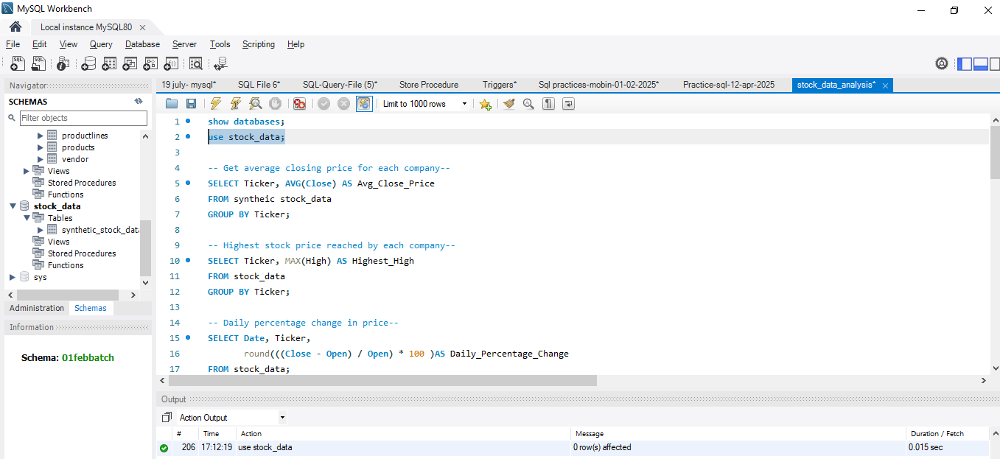 MySQL Workbench
Local instance MySQL80
File Edit View Query Database Server Tools Scripting Help
Navigator
SCHEMAS
Filter objects
productlines
products
vendor
Views
Stored Procedures
Functions
stock_data
Tables
synthetic_stock_data
Views
Stored Procedures
Functions
sys
Administration Schemas
Information
Schema: 01febbatch
19 july- mysql* SQL File 6* SQL-Query-File (5)* Store Procedure Triggers* Sql practices-mobin-01-02-2025* Practice-sql-12-apr-2025 stock_data_analysis*
Limit to 1000 rows
1 show databases;
2 use stock_data;
3
4 -- Get average closing price for each company--
5 SELECT Ticker, AVG(Close) AS Avg_Close_Price
6 FROM syntheic stock_data
7 GROUP BY Ticker;
8
9 -- Highest stock price reached by each company--
10 SELECT Ticker, MAX(High) AS Highest_High
11 FROM stock_data
12 GROUP BY Ticker;
13
14 -- Daily percentage change in price--
15 SELECT Date, Ticker,
16 round(((Close - Open) / Open) * 100 )AS Daily_Percentage_Change
17 FROM stock_data;
Output
Action Output
# Time Action Message Duration / Fetch
206 17:12:19 use stock_data 0 row(s) affected 0.015 sec